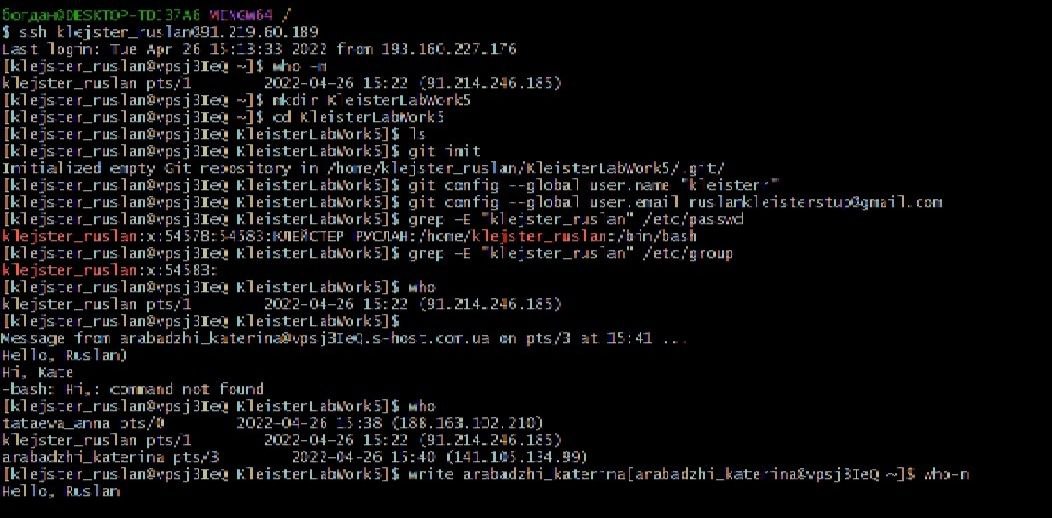 богдан@DESKTOP-TDI37A6 MINGW64 /
$ ssh klejster_ruslan@91.219.60.189
Last login: Tue Apr 26 15:13:33 2022 from 193.160.227.176
[klejster_ruslan@vpsj3IeQ ~]$ who -m
klejster_ruslan pts/1 2022-04-26 15:22 (91.214.246.185)
[klejster_ruslan@vpsj3IeQ ~]$ mkdir KleisterLabWork5
[klejster_ruslan@vpsj3IeQ ~]$ cd KleisterLabWork5
[klejster_ruslan@vpsj3IeQ KleisterLabWork5]$ ls
[klejster_ruslan@vpsj3IeQ KleisterLabWork5]$ git init
Initialized empty Git repository in /home/klejster_ruslan/KleisterLabWork5/.git/
[klejster_ruslan@vpsj3IeQ KleisterLabWork5]$ git config --global user.name "kleisterr"
[klejster_ruslan@vpsj3IeQ KleisterLabWork5]$ git config --global user.email ruslankleisterstup@gmail.com
[klejster_ruslan@vpsj3IeQ KleisterLabWork5]$ grep -E "klejster_ruslan" /etc/passwd
klejster_ruslan:x:54578:54583:КЛЕЙСТЕР РУСЛАН:/home/klejster_ruslan:/bin/bash
[klejster_ruslan@vpsj3IeQ KleisterLabWork5]$ grep -E "klejster_ruslan" /etc/group
klejster_ruslan:x:54583:
[klejster_ruslan@vpsj3IeQ KleisterLabWork5]$ who
klejster_ruslan pts/1 2022-04-26 15:22 (91.214.246.185)
[klejster_ruslan@vpsj3IeQ KleisterLabWork5]$
Message from arabadzhi_katerina@vpsj3IeQ.s-host.com.ua on pts/3 at 15:41 ...
Hello, Ruslan)
Hi, Kate
-bash: Hi,: command not found
[klejster_ruslan@vpsj3IeQ KleisterLabWork5]$ who
tataeva_anna pts/0 2022-04-26 15:38 (188.163.102.210)
klejster_ruslan pts/1 2022-04-26 15:22 (91.214.246.185)
arabadzhi_katerina pts/3 2022-04-26 15:40 (141.105.134.99)
[klejster_ruslan@vpsj3IeQ KleisterLabWork5]$ write arabadzhi_katerina[arabadzhi_katerina@vpsj3IeQ ~]$ who-m
Hello, Ruslan